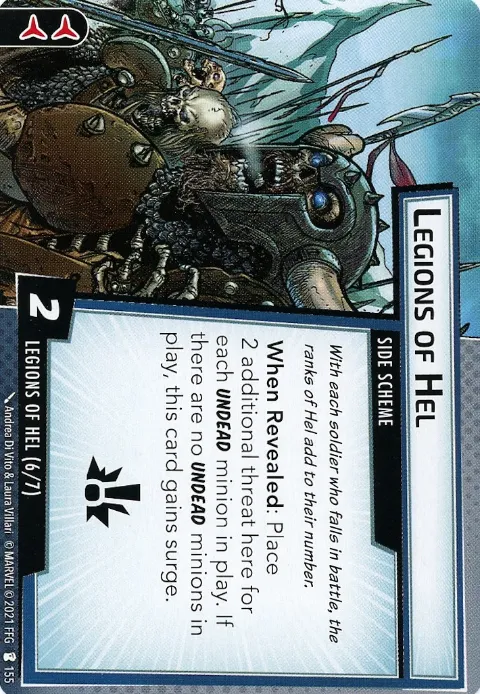 LEGIONS OF HEL
SIDE SCHEME
With each soldier who falls in battle, the
ranks of Hel add to their number.
When Revealed: Place
2 additional threat here for
each UNDEAD minion in play. If
there are no UNDEAD minions in
play, this card gains surge.
2
LEGIONS OF HEL (6/7)
Andrea Di Vito & Laura Villari © MARVEL © 2021 FFG 155